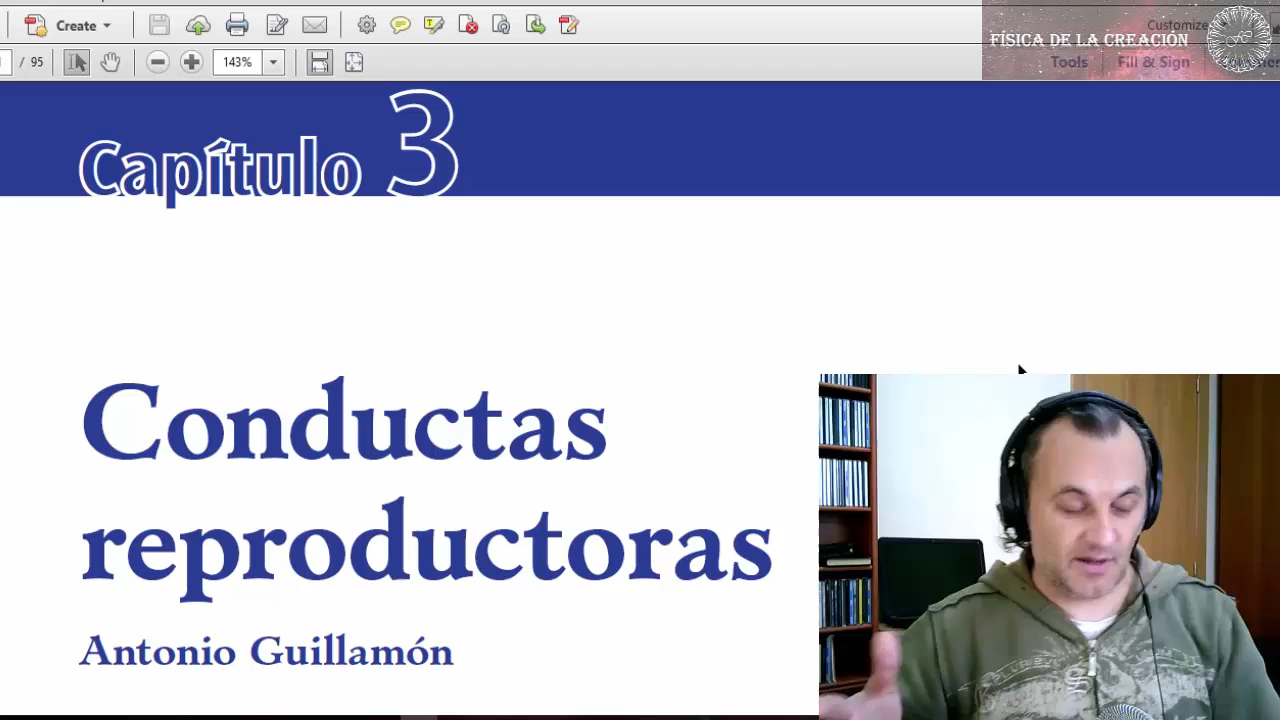 Create
Customize
FÍSICA DE LA CREACIÓN
/ 95
143%
Tools
Fill & Sign
Capítulo 3
Conductas
reproductoras
Antonio Guillamón